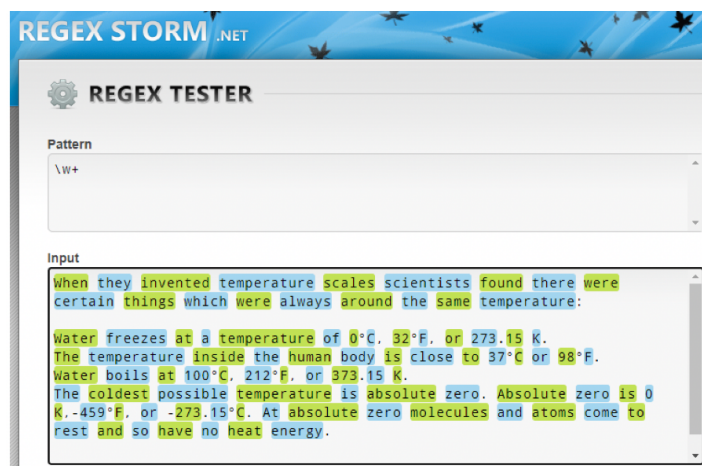 REGEX STORM .NET
REGEX TESTER
Pattern
\w+
Input
When they invented temperature scales scientists found there were
certain things which were always around the same temperature:
Water freezes at a temperature of 0°C, 32°F, or 273.15 K.
The temperature inside the human body is close to 37°C or 98°F.
Water boils at 100°C, 212°F, or 373.15 K.
The coldest possible temperature is absolute zero. Absolute zero is 0
K,-459°F, or -273.15°C. At absolute zero molecules and atoms come to
rest and so have no heat energy.